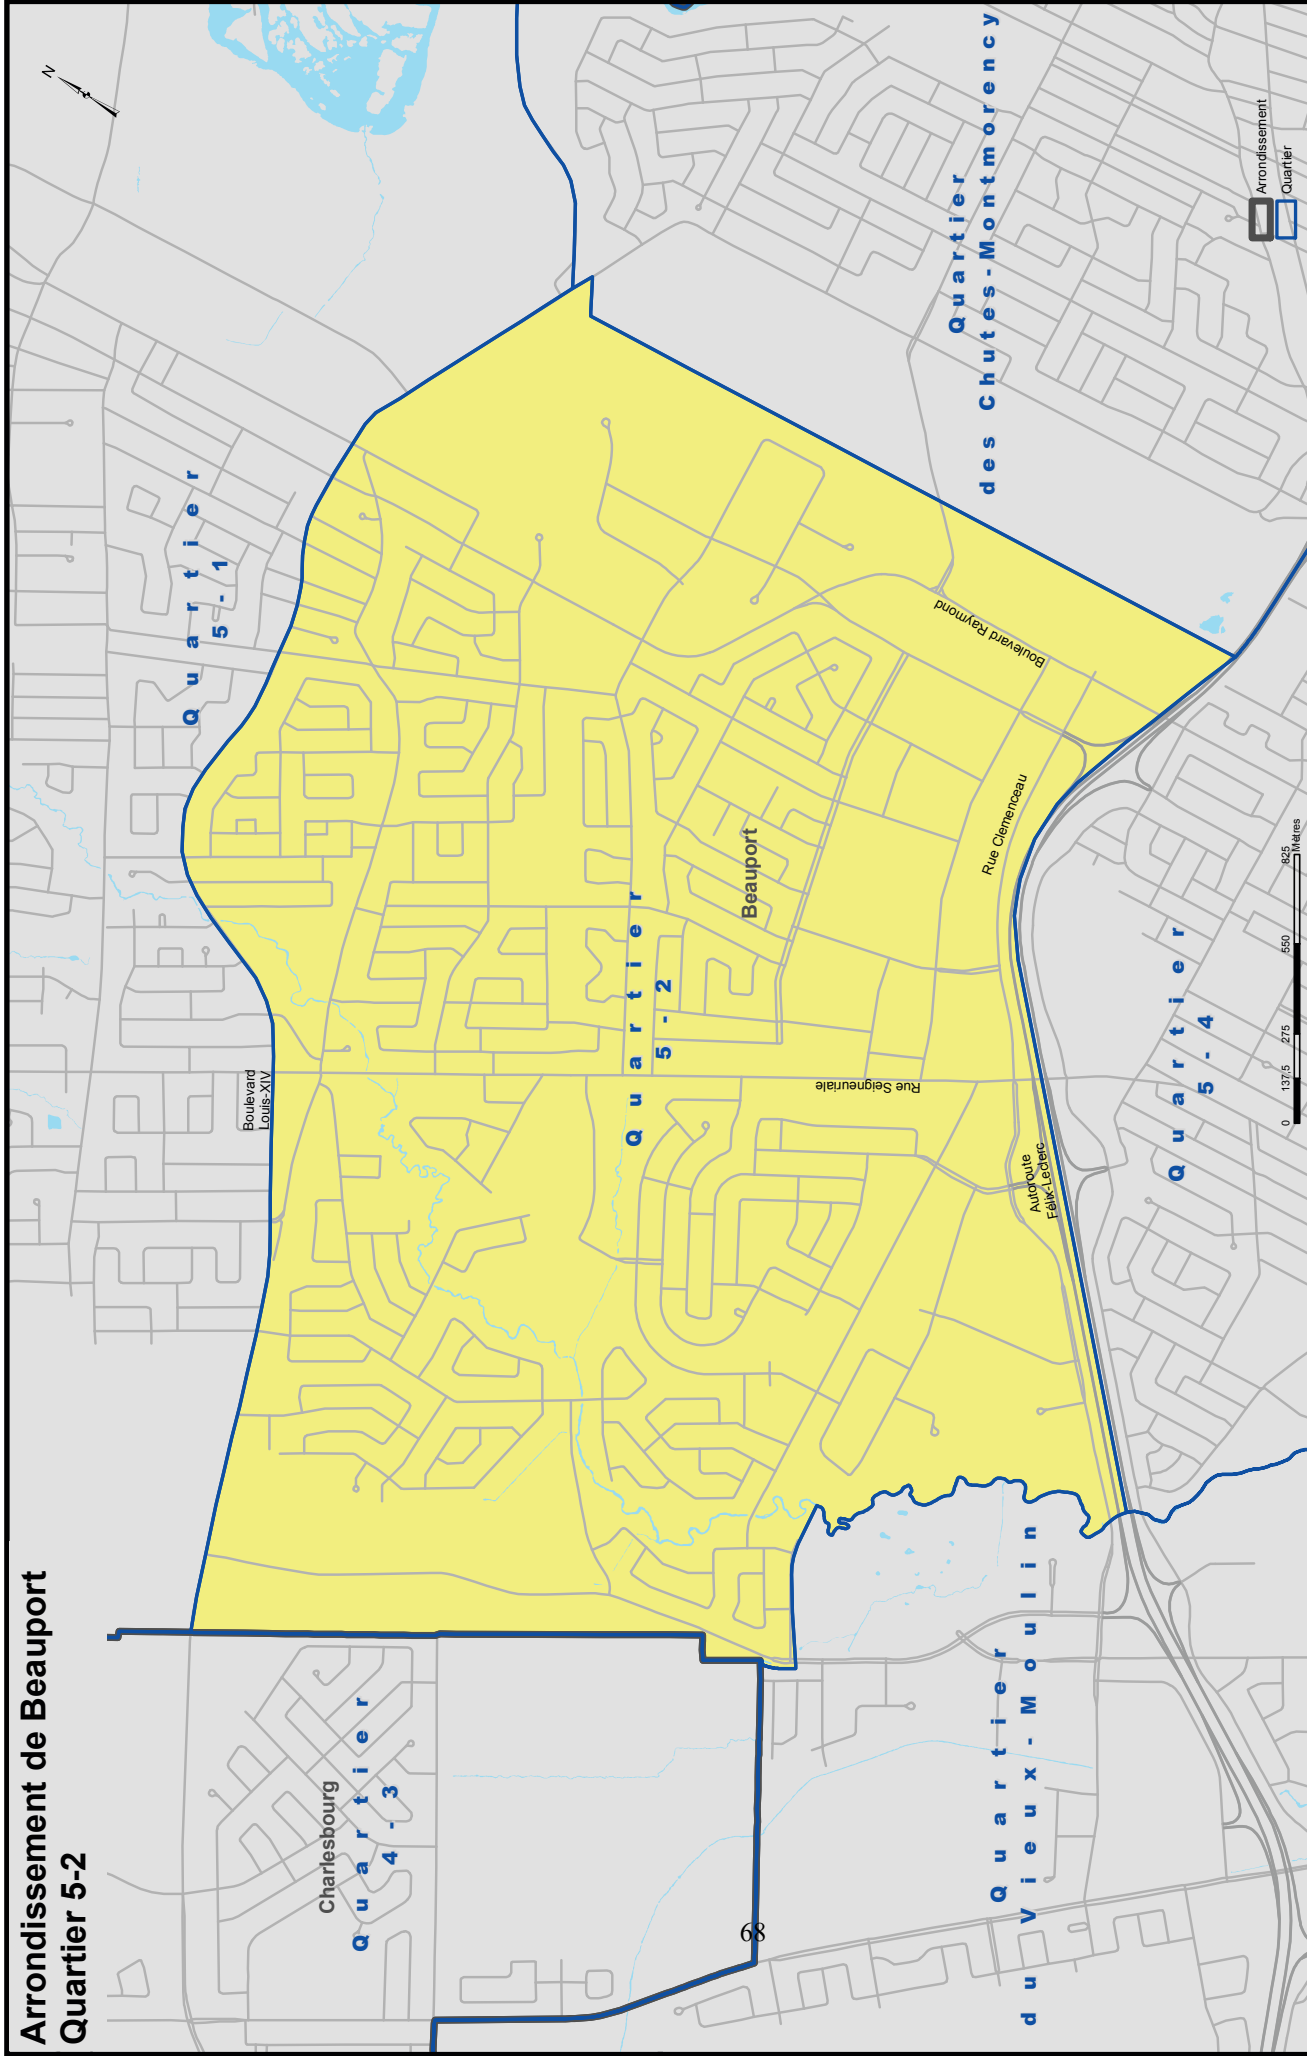 Arrondissement de Beauport
Quartier 5-2
N
Quartier
5-1
Boulevard
Louis-XIV
Charlesbourg
Quartier
4-3
Quartier
5-2
Beauport
Rue Seigneuriale
Boulevard Raymond
Rue Clemenceau
Autoroute
Félix-Leclerc
Quartier
des Chutes-Montmorency
Quartier
du Vieux-Moulin
Quartier
5-4
Arrondissement
Quartier
0 137,5 275 550 825
Mètres
68